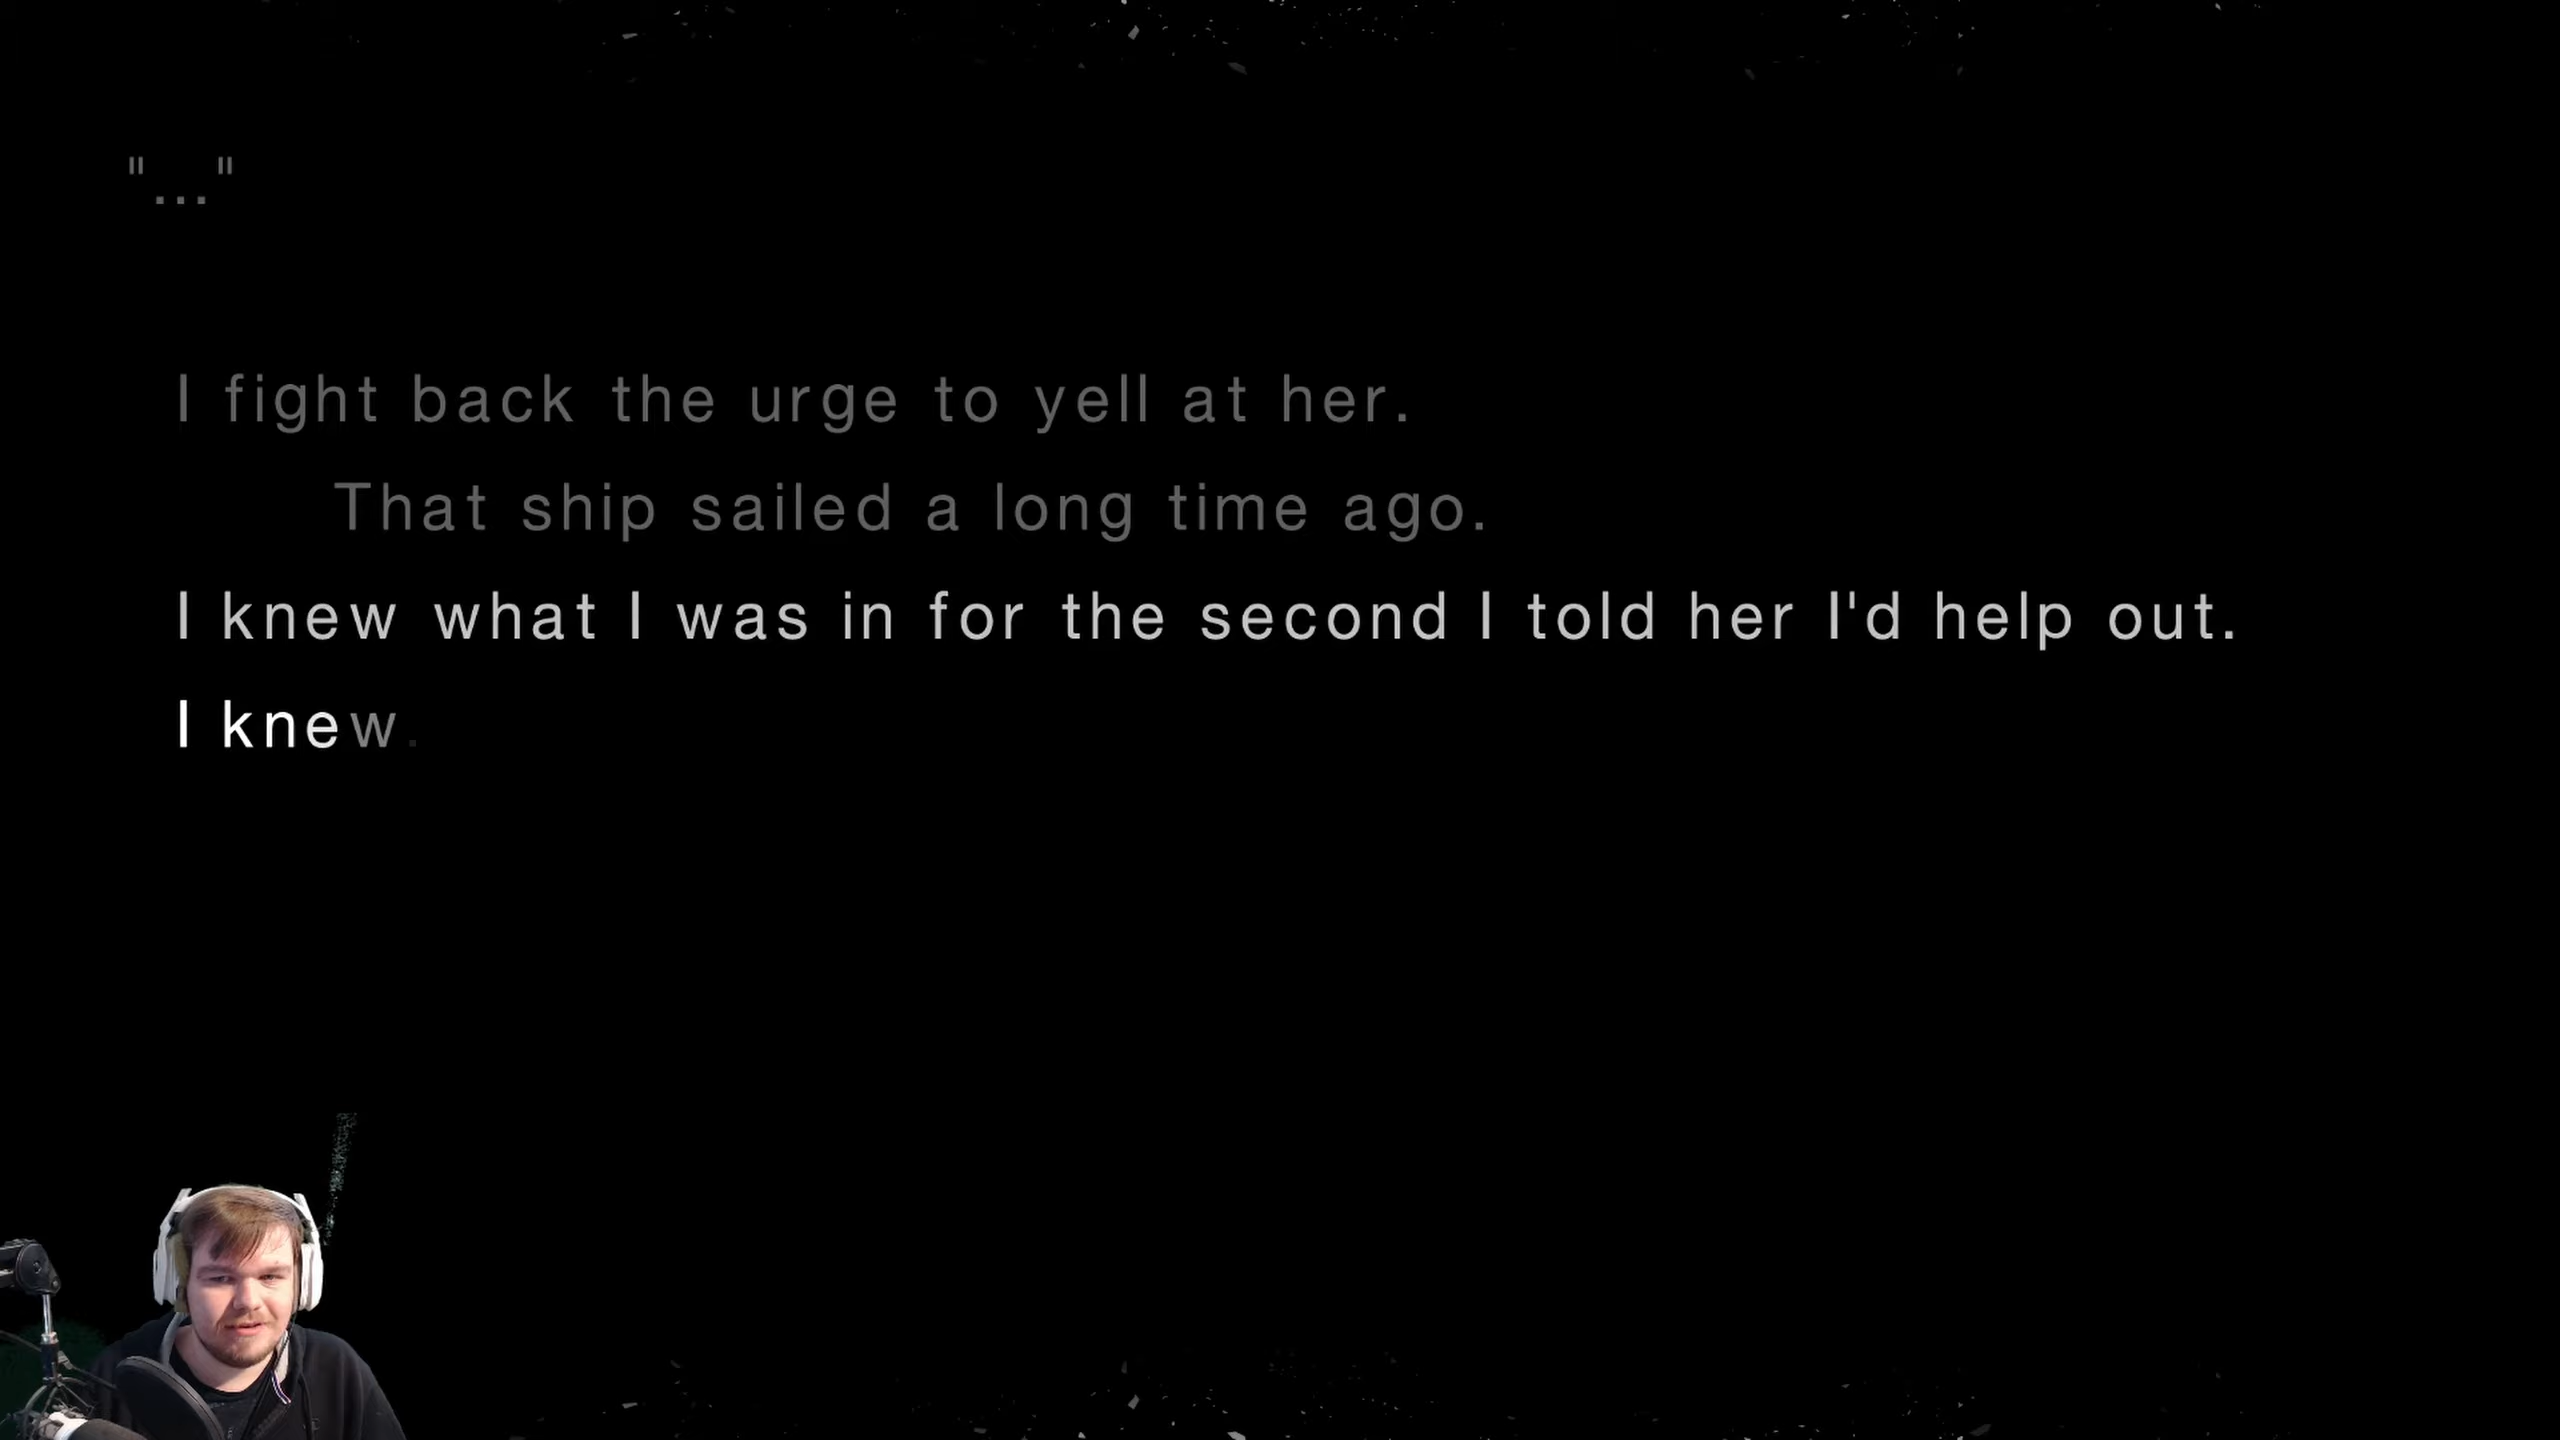 "..."
I fight back the urge to yell at her.
That ship sailed a long time ago.
I knew what I was in for the second I told her I'd help out.
I knew.